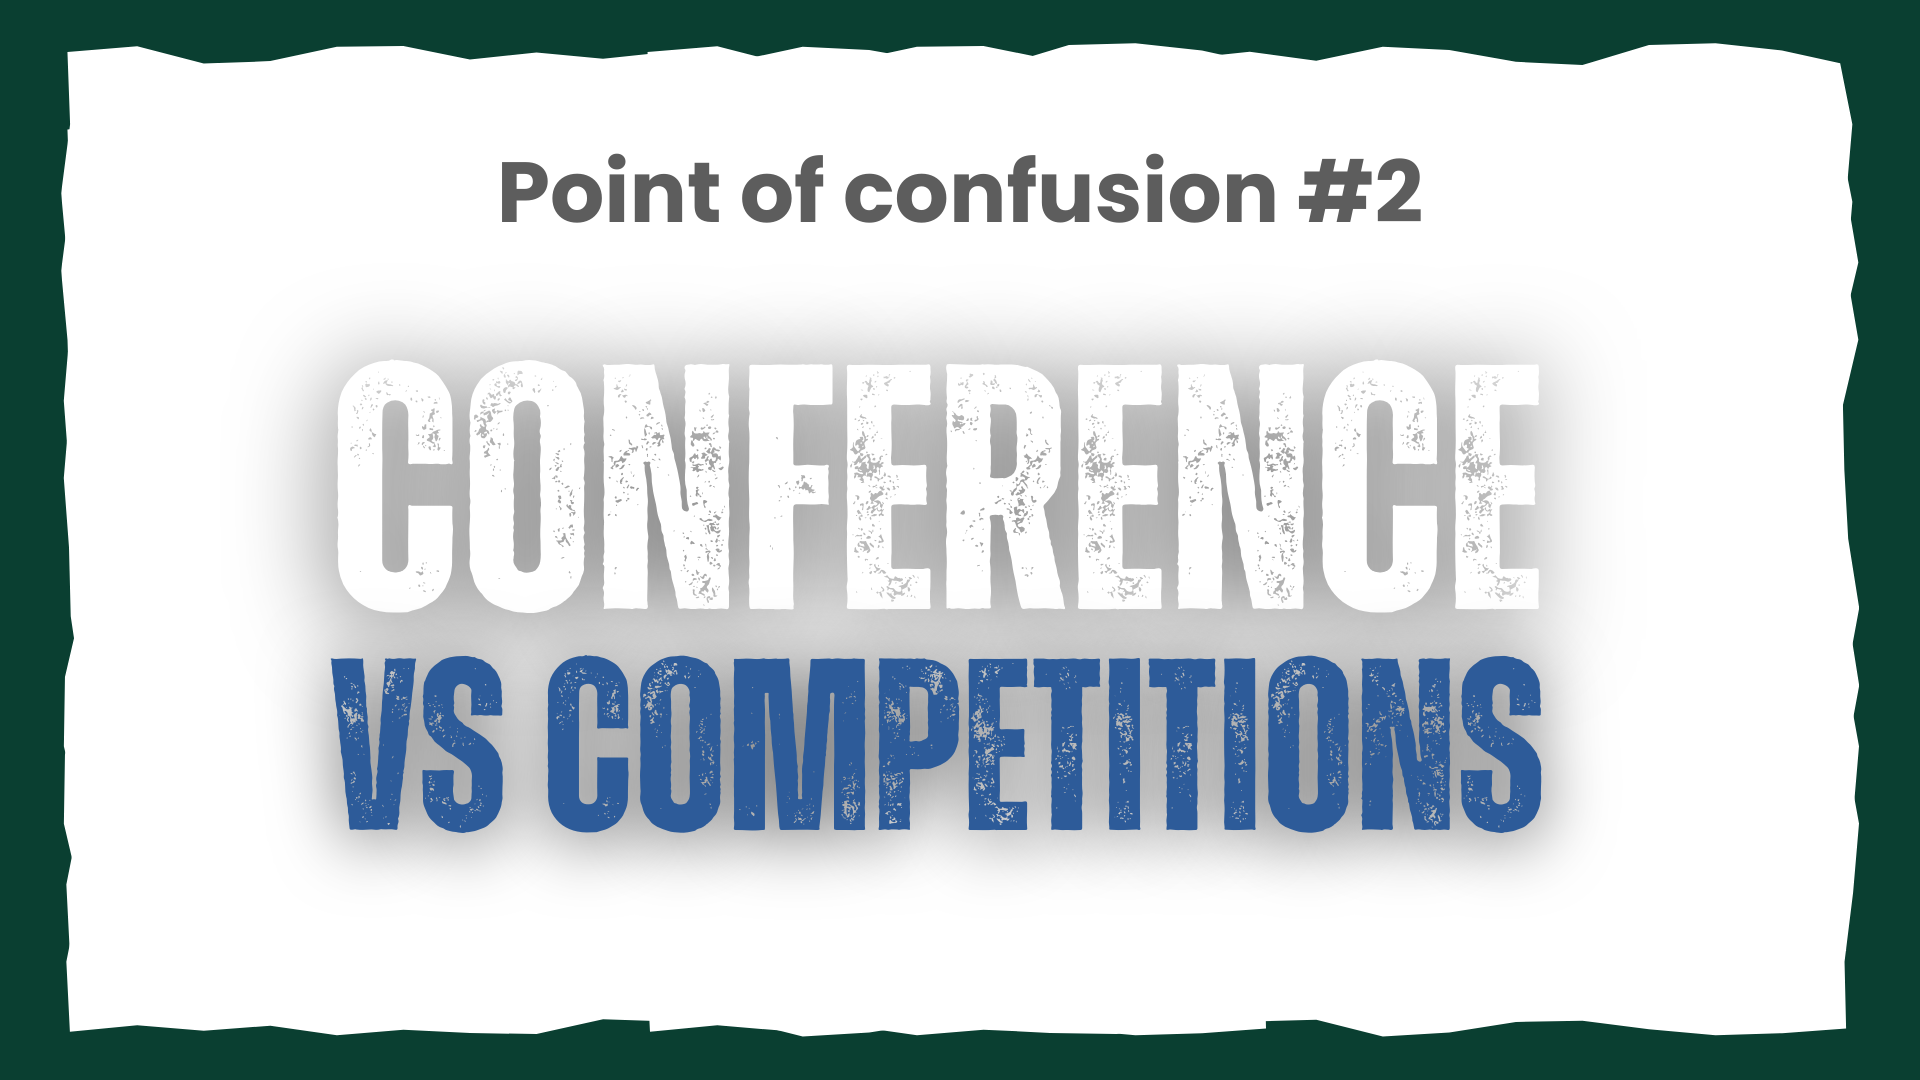 Point of confusion #2
CONFERENCE
VS COMPETITIONS